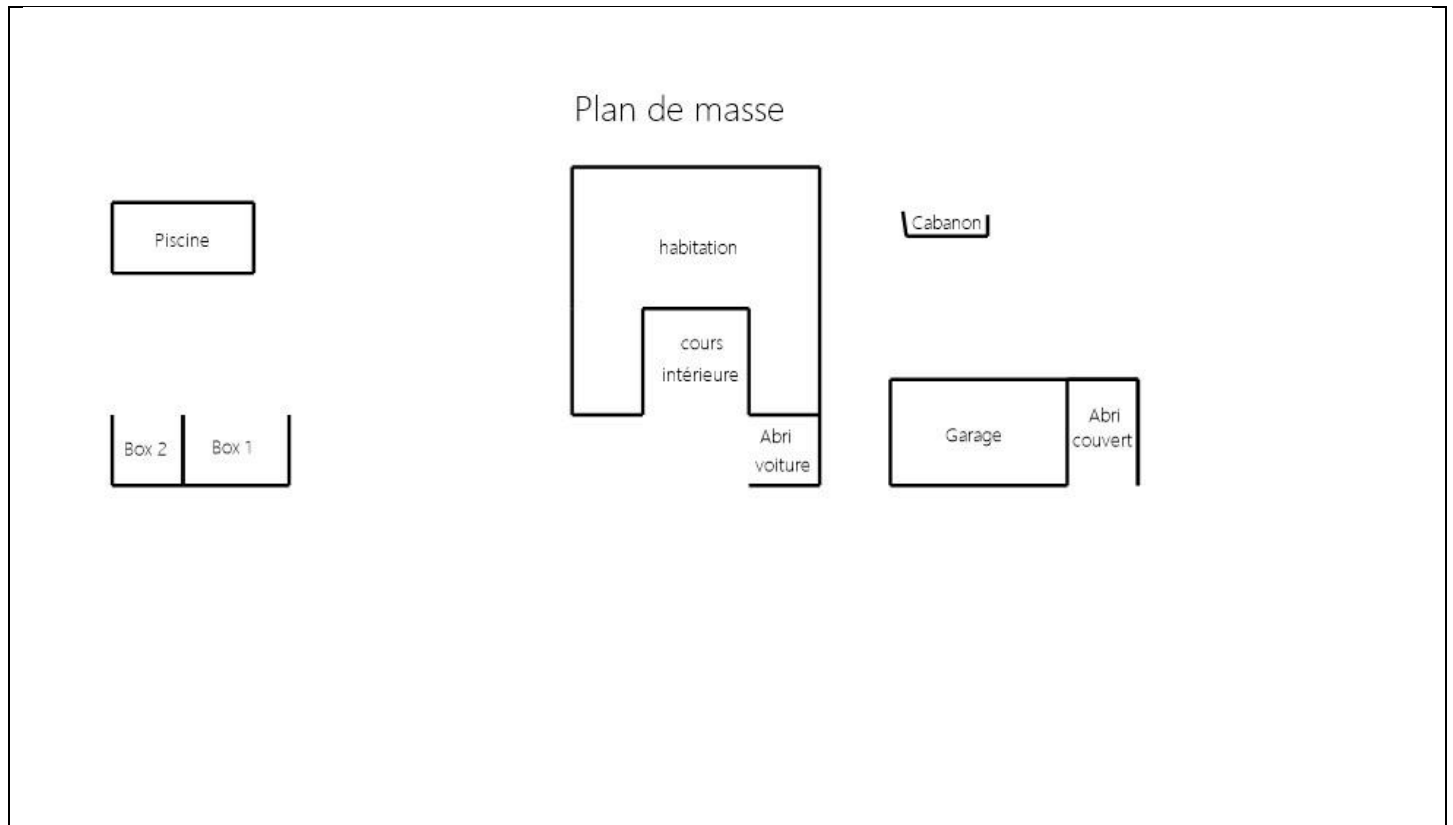 Plan de masse
Piscine
habitation
Cabanon
cours
intérieure
Box 2
Box 1
Abri
voiture
Garage
Abri
couvert